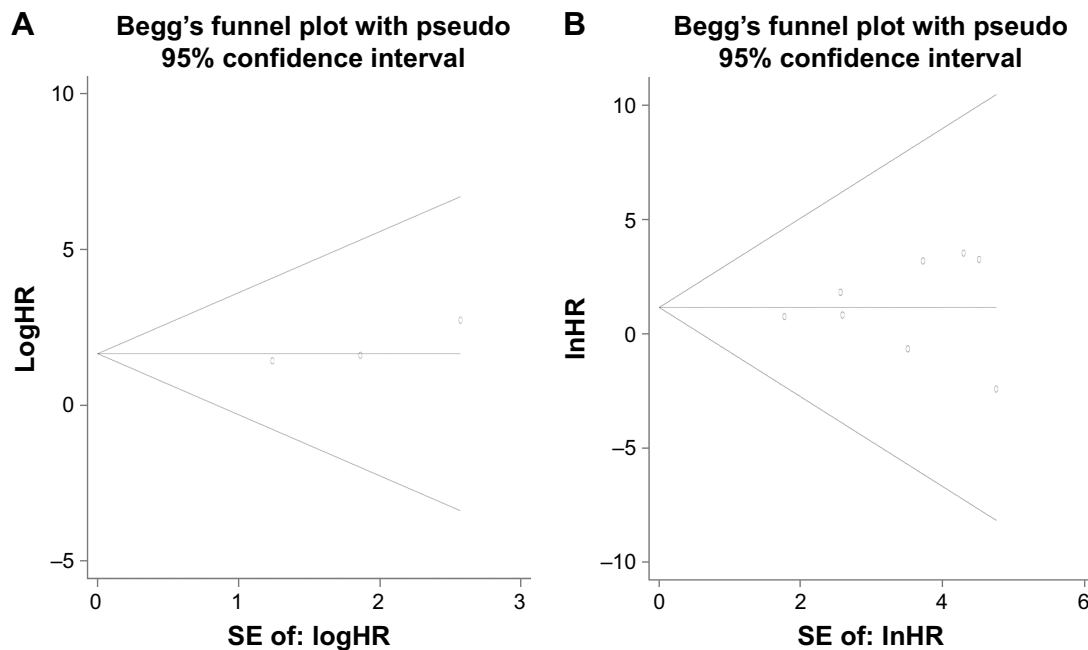 A
Begg’s funnel plot with pseudo
95% confidence interval
10
5
0
–5
LogHR
0
1
2
3
SE of: logHR
B
Begg’s funnel plot with pseudo
95% confidence interval
10
5
0
–5
–10
lnHR
0
2
4
6
SE of: lnHR